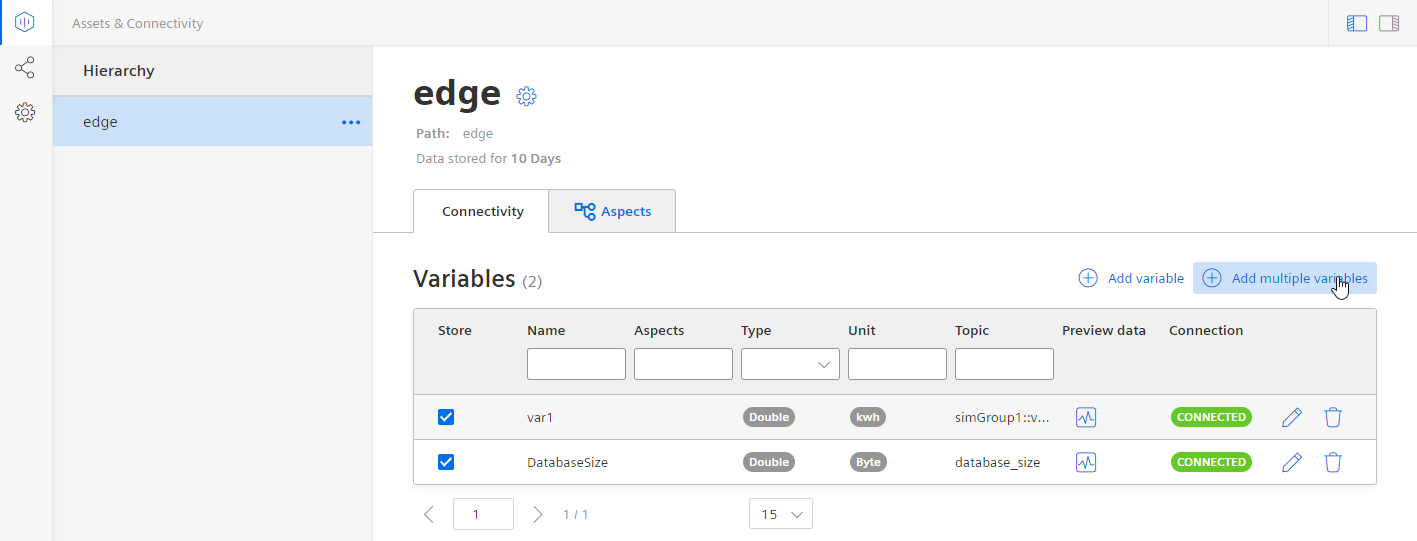 Assets & Connectivity
Hierarchy
edge
edge
Path: edge
Data stored for 10 Days
Connectivity
Aspects
Variables (2)
Add variable
Add multiple variables
Store Name Aspects Type Unit Topic Preview data Connection
var1 Double kwh simGroup1::v... CONNECTED
DatabaseSize Double Byte database_size CONNECTED
1 1 / 1 15